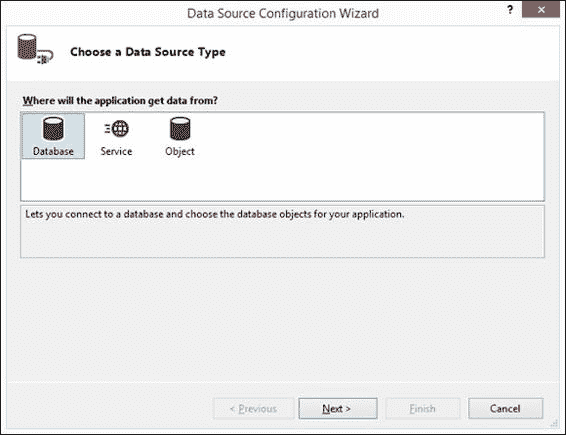 Data Source Configuration Wizard
?
Choose a Data Source Type
Where will the application get data from?
Database Service Object
Lets you connect to a database and choose the database objects for your application.
< Previous Next > Finish Cancel